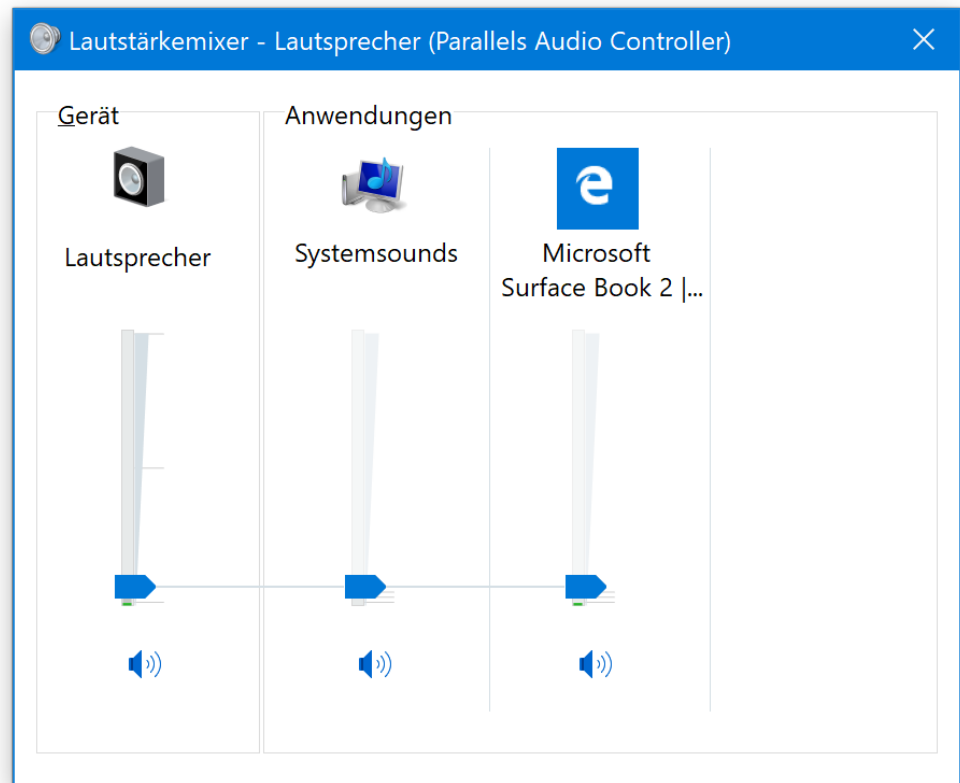 Lautstärkemixer - Lautsprecher (Parallels Audio Controller)
Gerät
Anwendungen
Lautsprecher
Systemsounds
Microsoft
Surface Book 2 |...